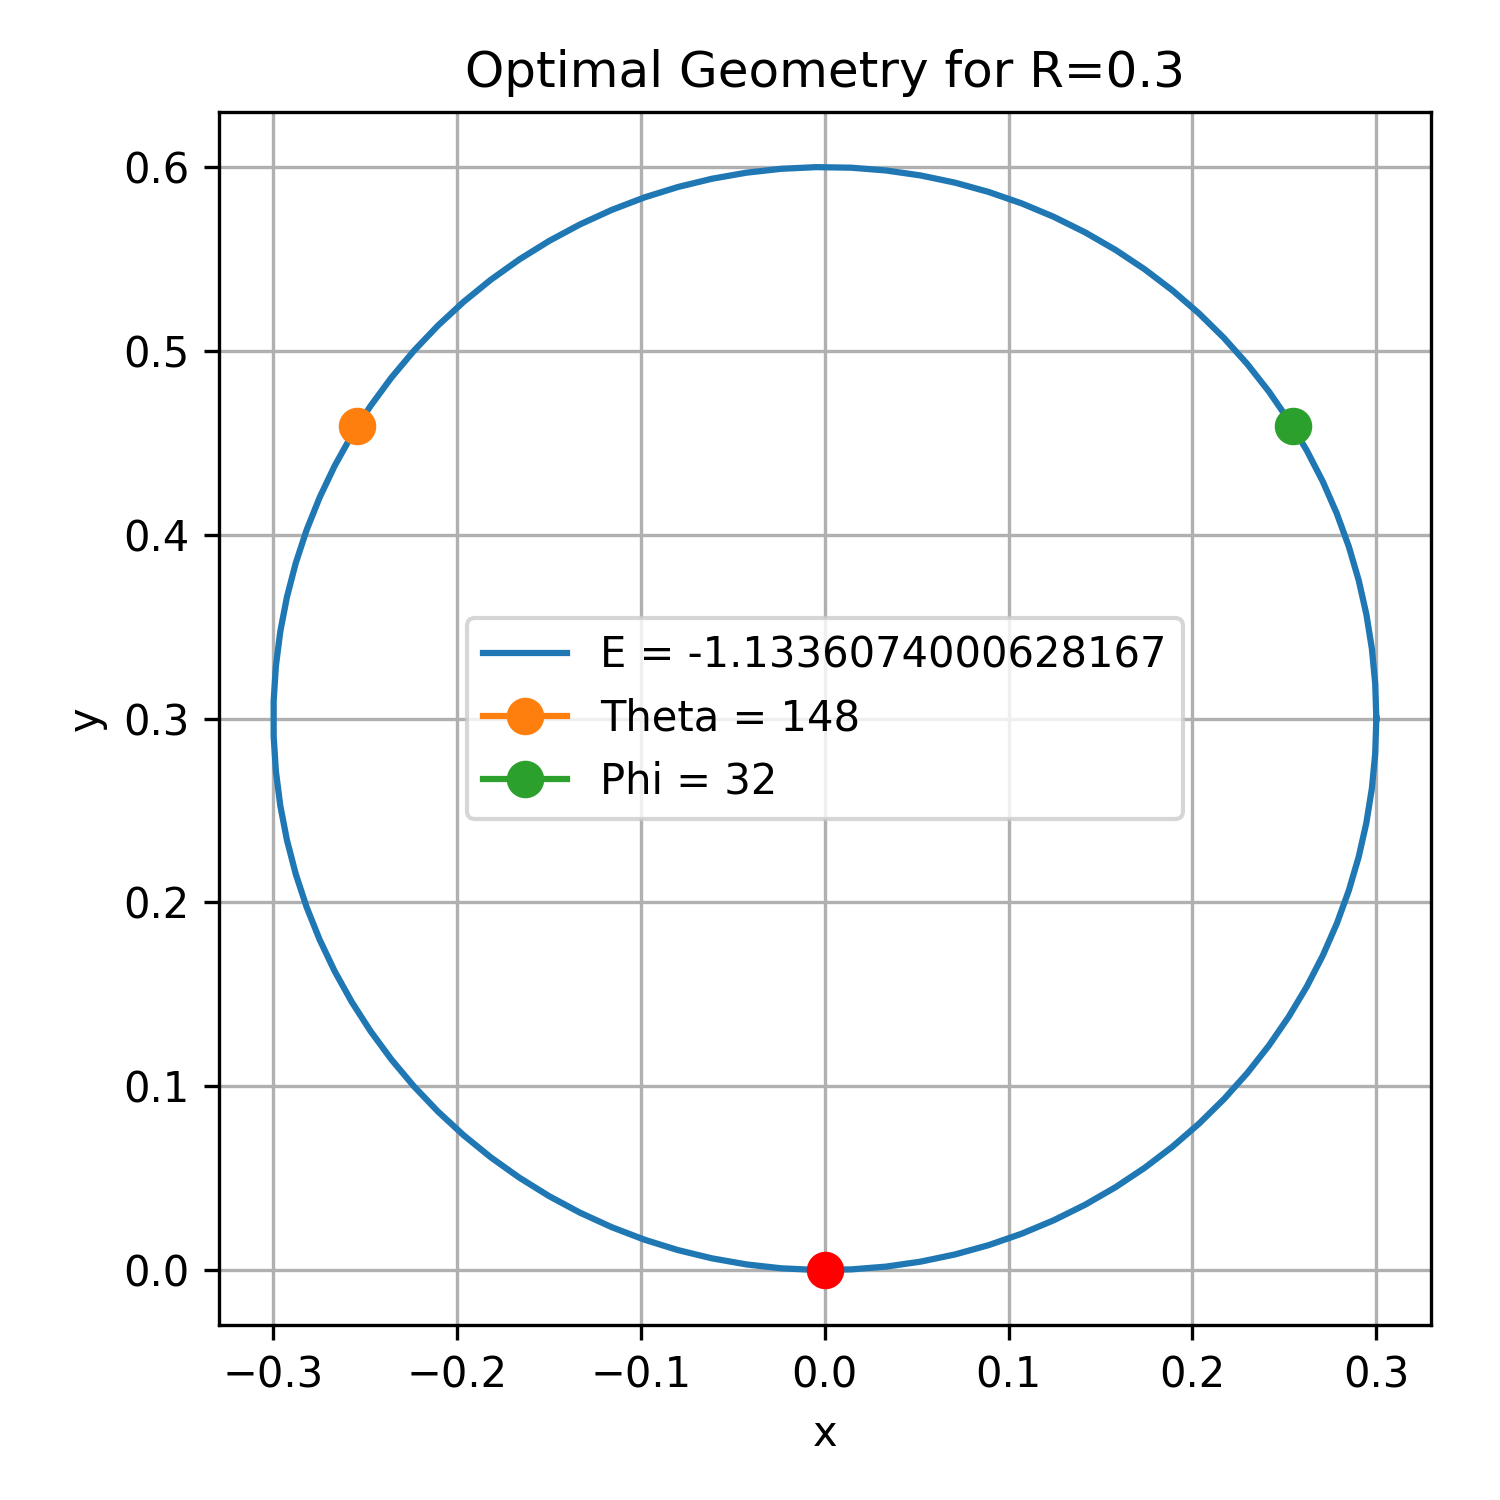 Optimal Geometry for R=0.3
0.6
0.5
0.4
0.3
0.2
0.1
0.0
y
E = -1.1336074000628167
Theta = 148
Phi = 32
−0.3 −0.2 −0.1 0.0 0.1 0.2 0.3
x